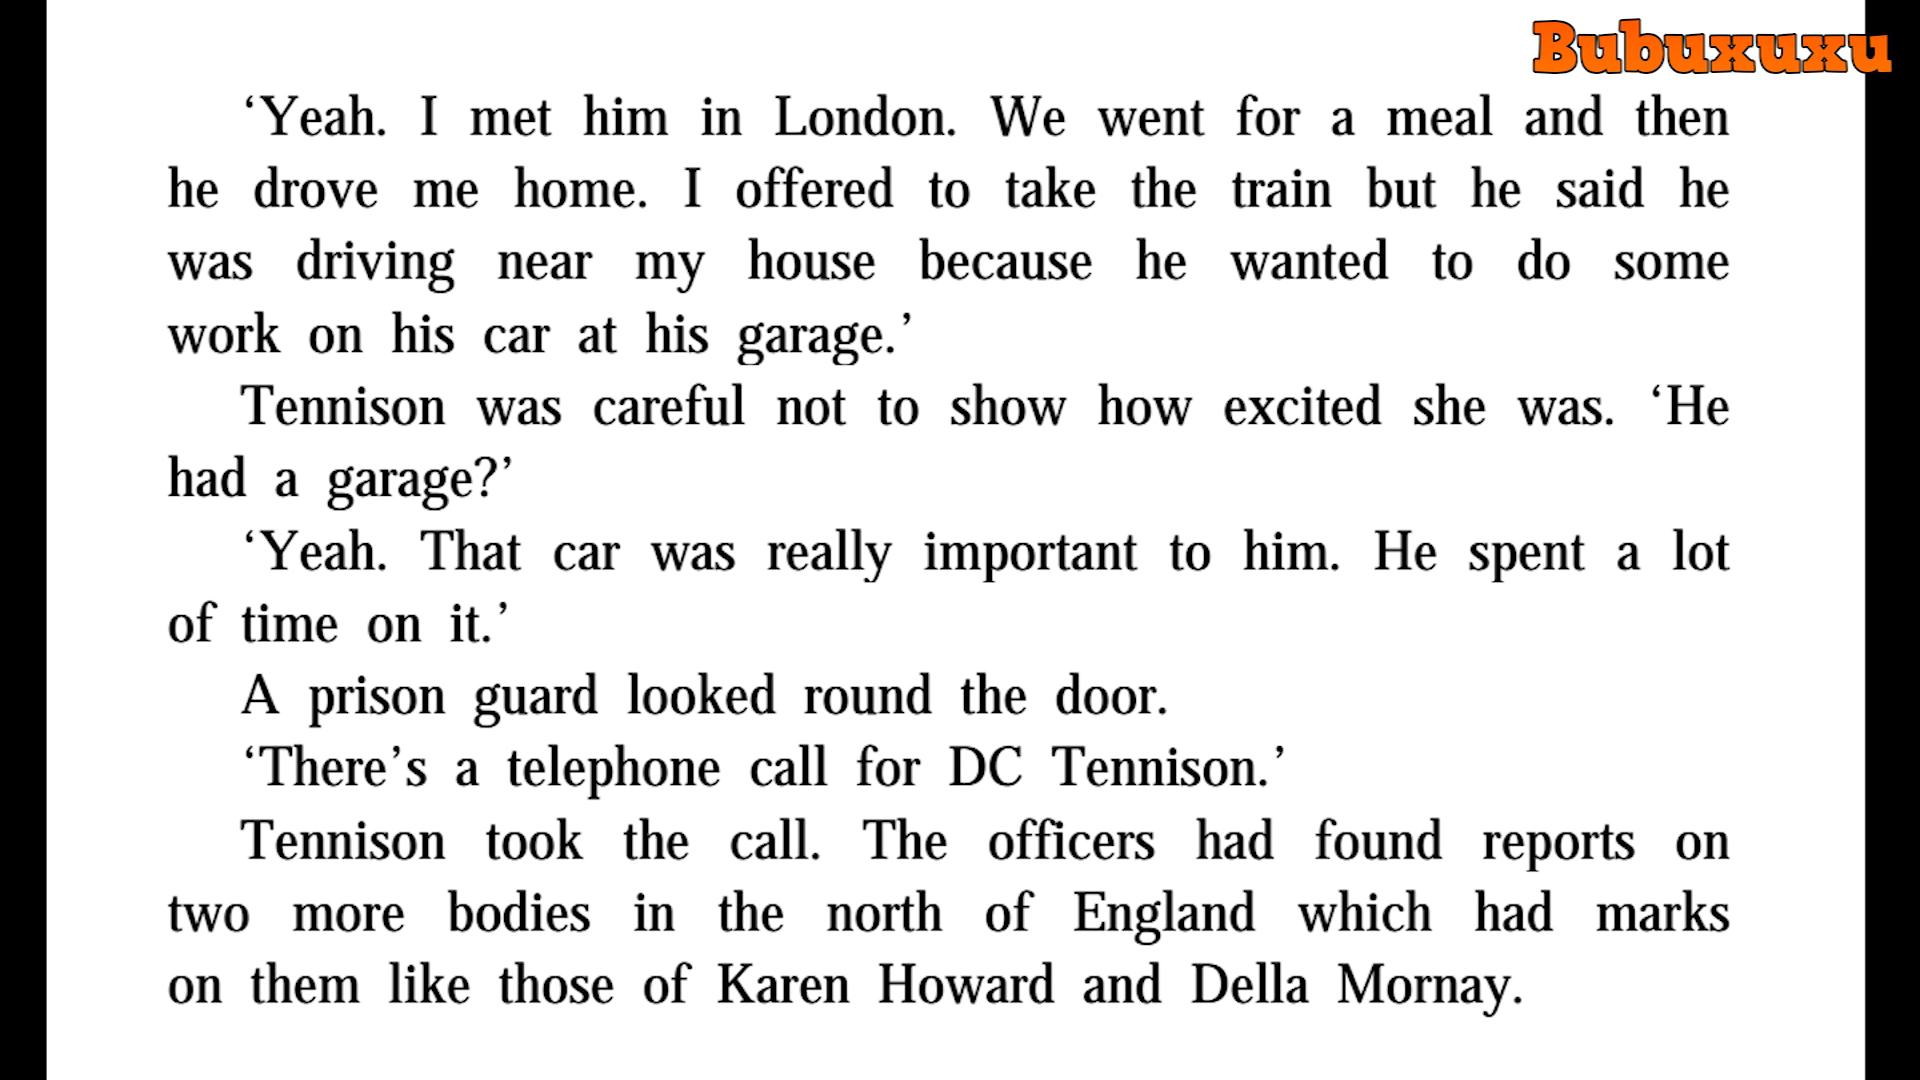 Bubuxuxu
‘Yeah. I met him in London. We went for a meal and then
he drove me home. I offered to take the train but he said he
was driving near my house because he wanted to do some
work on his car at his garage.’
Tennison was careful not to show how excited she was. ‘He
had a garage?’
‘Yeah. That car was really important to him. He spent a lot
of time on it.’
A prison guard looked round the door.
‘There’s a telephone call for DC Tennison.’
Tennison took the call. The officers had found reports on
two more bodies in the north of England which had marks
on them like those of Karen Howard and Della Mornay.